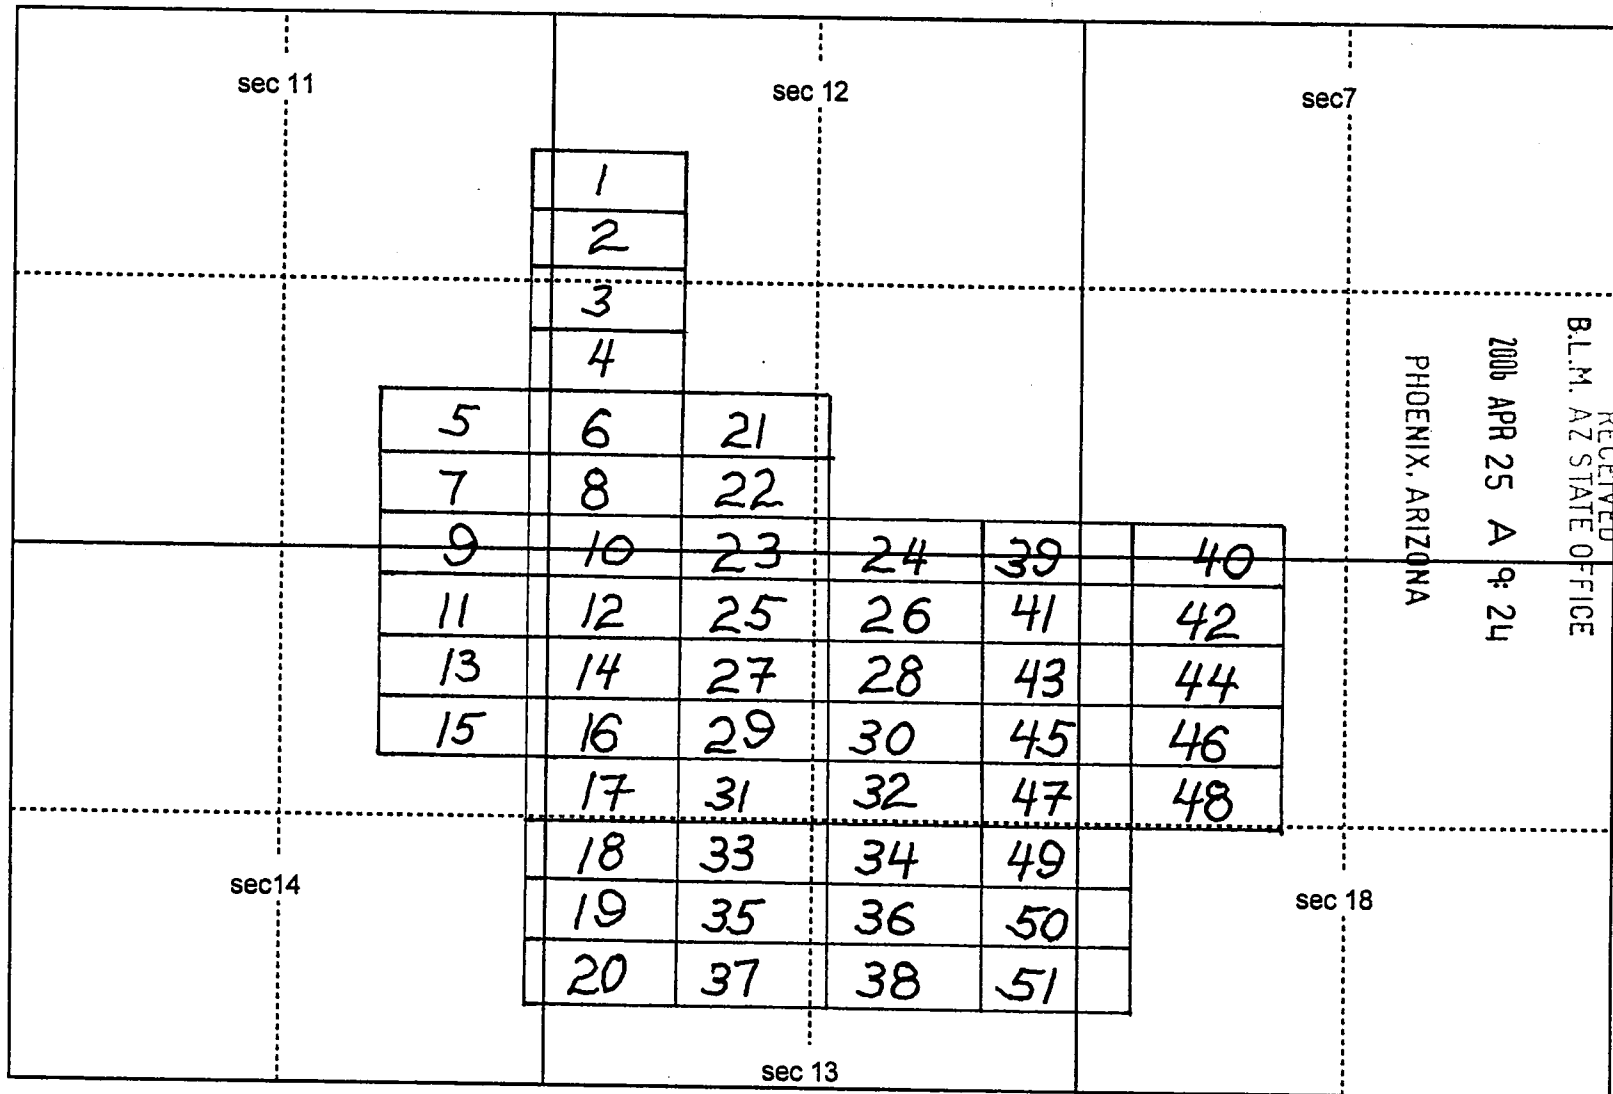 sec 11 sec 12 sec7
1
2
3
4
5 6 21
7 8 22
9 10 23 24 39 40
11 12 25 26 41 42
13 14 27 28 43 44
15 16 29 30 45 46
17 31 32 47 48
18 33 34 49
sec14 sec 18
19 35 36 50
20 37 38 51
sec 13
RECEIVED
B.L.M. AZ STATE OFFICE
2006 APR 25 A 9:24
PHOENIX, ARIZONA